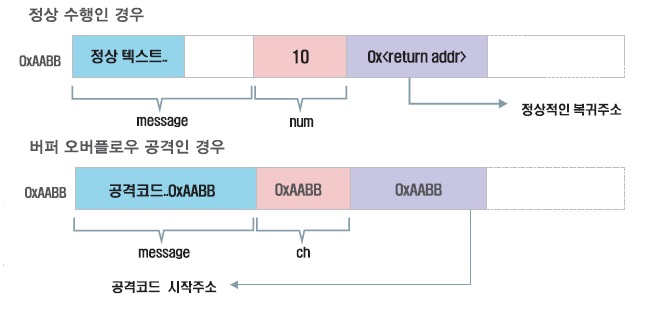 정상 수행인 경우
0xAABB 정상 텍스트.. 10 0x<return addr>
message num 정상적인 복귀주소
버퍼 오버플로우 공격인 경우
0xAABB 공격코드..0xAABB 0xAABB 0xAABB
message ch
공격코드 시작주소